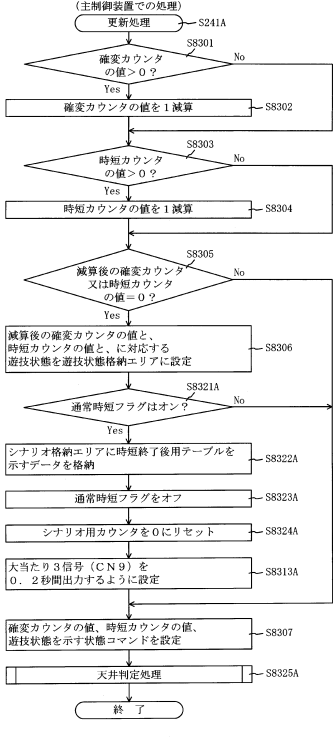 (主制御装置での処理)
更新処理
S241A
S8301
確変カウンタ
の値>0?
No
Yes
確変カウンタの値を1減算
S8302
S8303
時短カウンタ
の値>0?
No
Yes
時短カウンタの値を1減算
S8304
S8305
減算後の確変カウンタ
又は時短カウンタ
の値=0?
No
Yes
減算後の確変カウンタの値と、
時短カウンタの値と、に対応する
遊技状態を遊技状態格納エリアに設定
S8306
S8321A
通常時短フラグはオン?
No
Yes
シナリオ格納エリアに時短終了後用テーブルを
示すデータを格納
S8322A
通常時短フラグをオフ
S8323A
シナリオ用カウンタを0にリセット
S8324A
大当たり3信号(CN9)を
0.2秒間出力するように設定
S8313A
確変カウンタの値、時短カウンタの値、
遊技状態を示す状態コマンドを設定
S8307
天井判定処理
S8325A
終 了